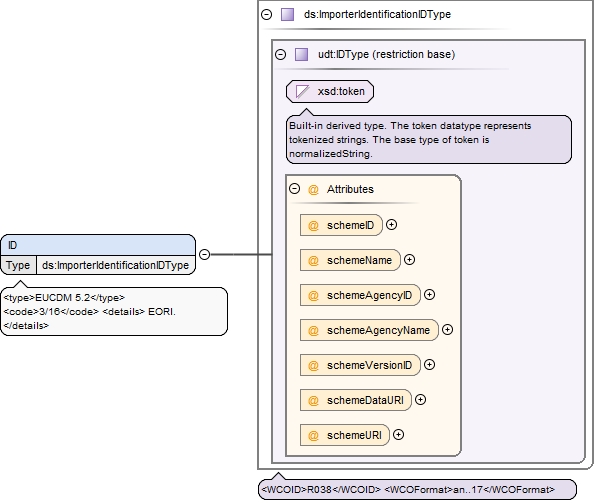 ds:ImporterIdentificationIDType
udt:IDType (restriction base)
xsd:token
Built-in derived type. The token datatype represents
tokenized strings. The base type of token is
normalizedString.
@ Attributes
@ schemeID
@ schemeName
@ schemeAgencyID
@ schemeAgencyName
@ schemeVersionID
@ schemeDataURI
@ schemeURI
ID
Type ds:ImporterIdentificationIDType
<type>EUCDM 5.2</type>
<code>3/16</code> <details> EORI.
</details>
<WCOID>R038</WCOID> <WCOFormat>an..17</WCOFormat>